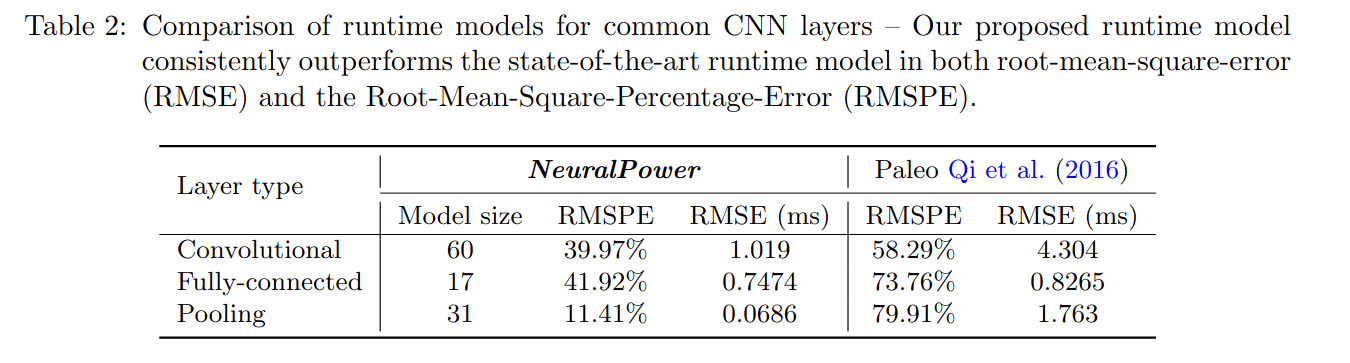 Table 2: Comparison of runtime models for common CNN layers – Our proposed runtime model
consistently outperforms the state-of-the-art runtime model in both root-mean-square-error
(RMSE) and the Root-Mean-Square-Percentage-Error (RMSPE).
Layer type NeuralPower Paleo Qi et al. (2016)
Model size RMSPE RMSE (ms) RMSPE RMSE (ms)
Convolutional 60 39.97% 1.019 58.29% 4.304
Fully-connected 17 41.92% 0.7474 73.76% 0.8265
Pooling 31 11.41% 0.0686 79.91% 1.763